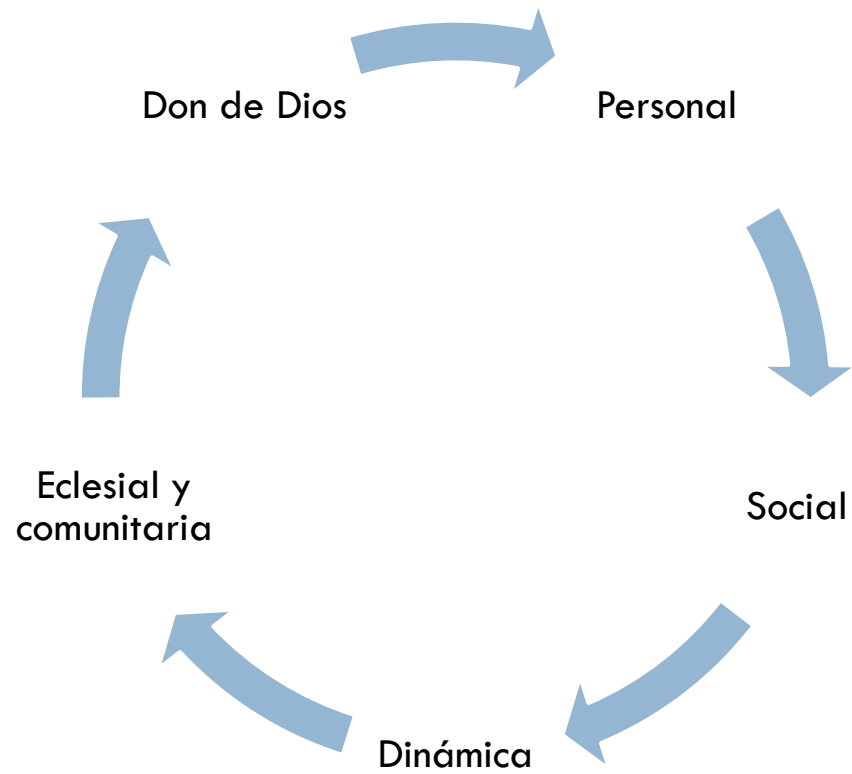 Don de Dios
Personal
Social
Dinámica
Eclesial y
comunitaria